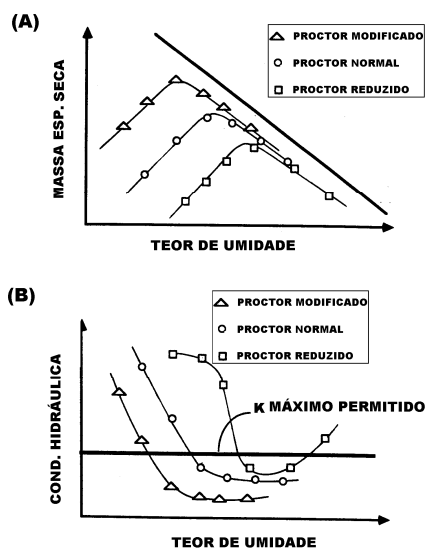 (A)
PROCTOR MODIFICADO
PROCTOR NORMAL
PROCTOR REDUZIDO
MASSA ESP. SECA
TEOR DE UMIDADE
(B)
PROCTOR MODIFICADO
PROCTOR NORMAL
PROCTOR REDUZIDO
K MÁXIMO PERMITIDO
COND. HIDRÁULICA
TEOR DE UMIDADE